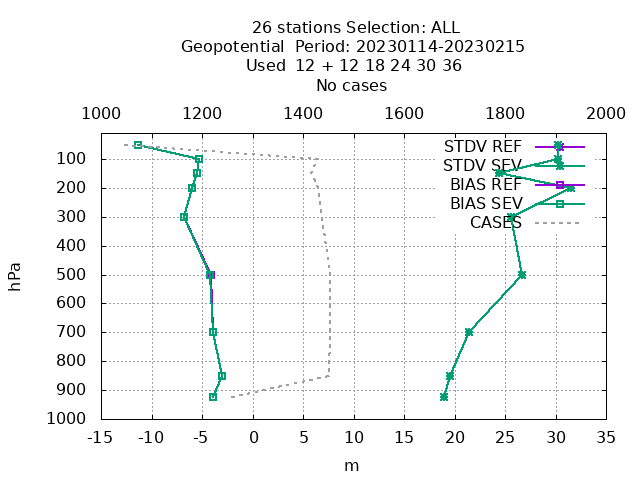 26 stations Selection: ALL
Geopotential Period: 20230114-20230215
Used 12 + 12 18 24 30 36
No cases
1000 1200 1400 1600 1800 2000
STDV REF
STDV SEV
BIAS REF
BIAS SEV
CASES
100
200
300
400
500
600
700
800
900
1000
hPa
-15 -10 -5 0 5 10 15 20 25 30 35
m